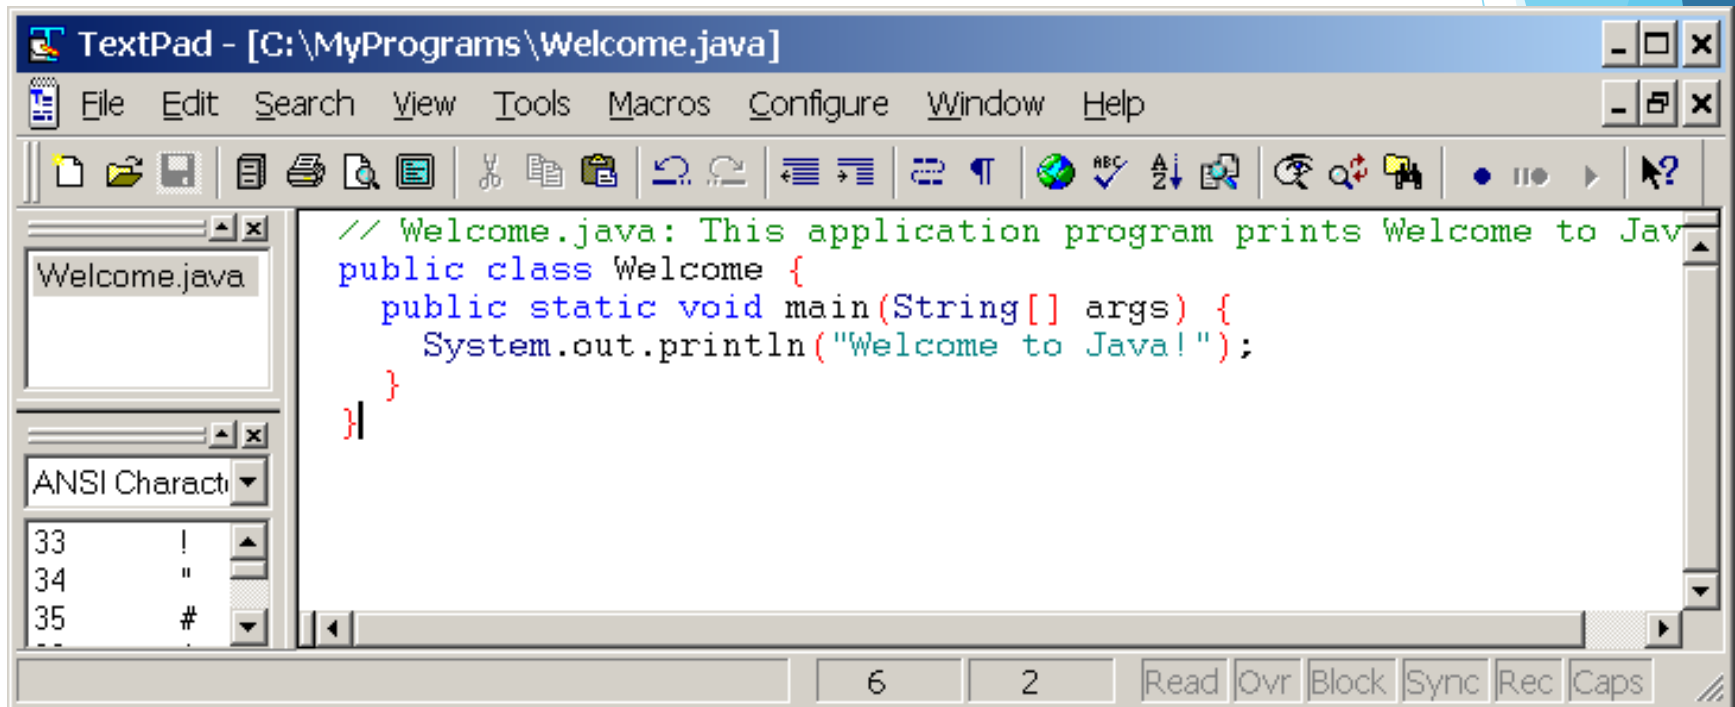 TextPad - [C:\MyPrograms\Welcome.java]
File Edit Search View Tools Macros Configure Window Help
Welcome.java
// Welcome.java: This application program prints Welcome to Jav
public class Welcome {
  public static void main(String[] args) {
    System.out.println("Welcome to Java!");
  }
}
ANSI Characte
33 !
34 "
35 #
6 2 Read Ovr Block Sync Rec Caps